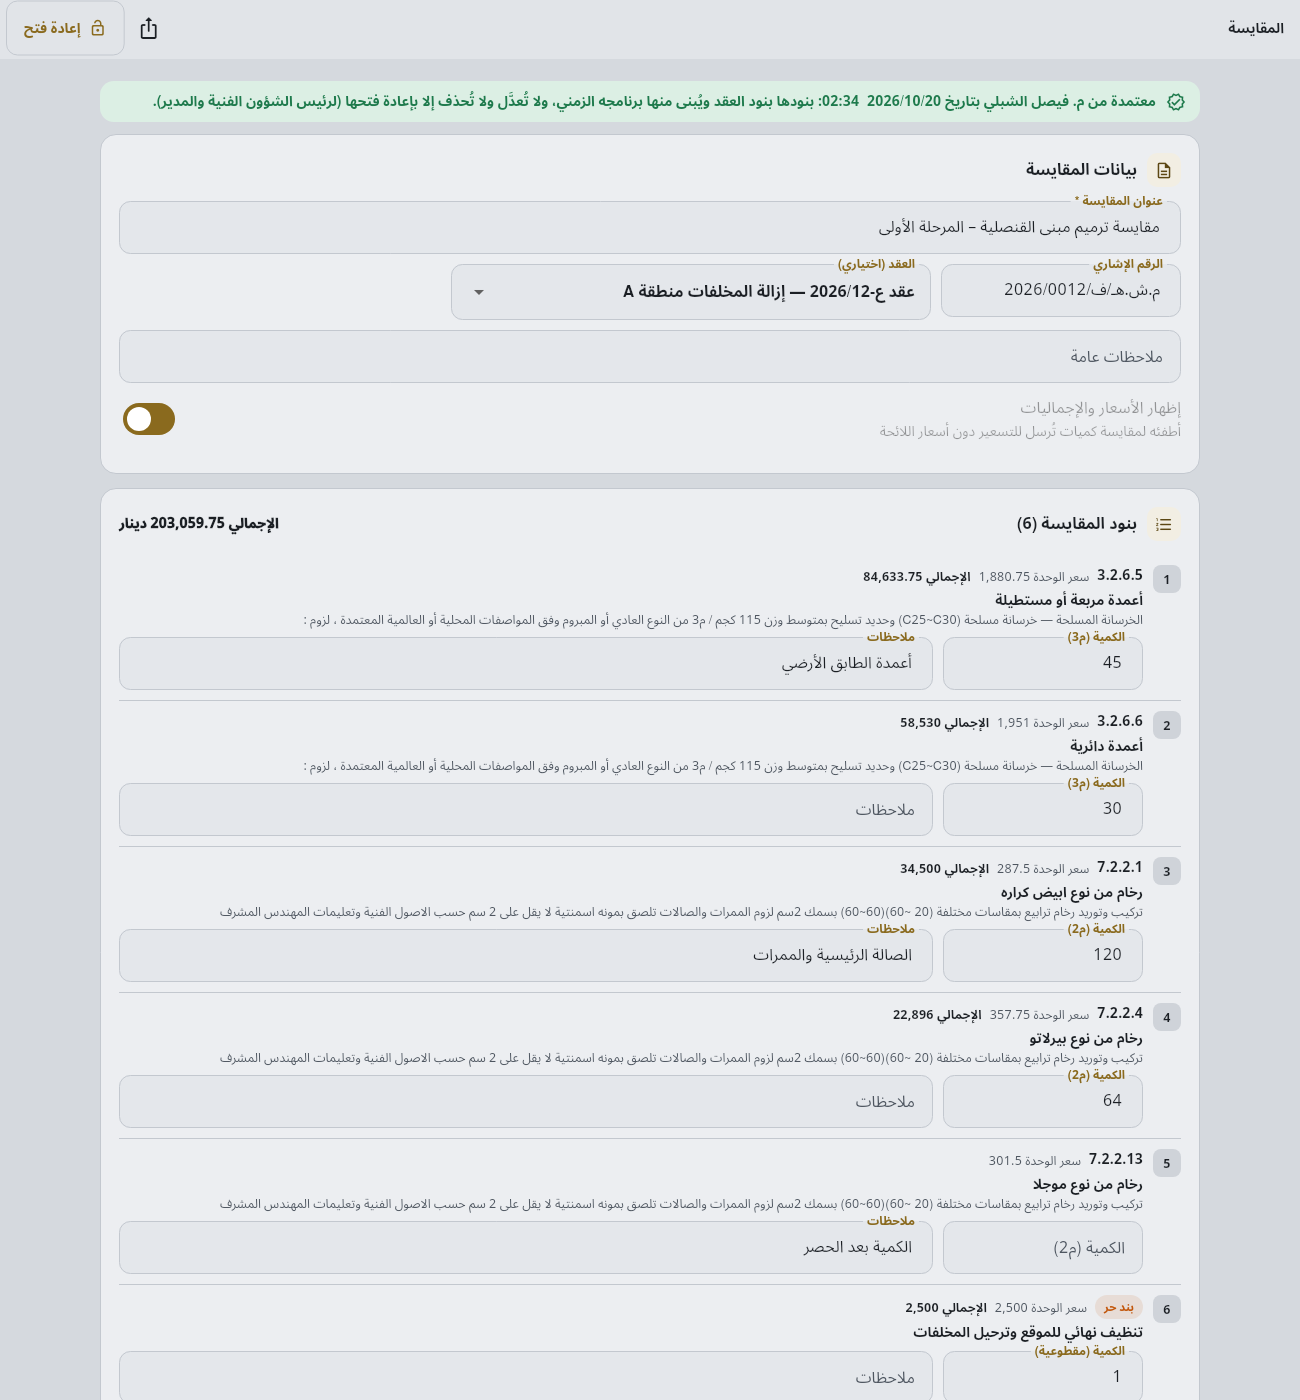 المقايسة
إعادة فتح
معتمدة من م. فيصل الشبلي بتاريخ 2026/10/20 02:34: بنودها بنود العقد ويُبنى منها برنامجه الزمني، ولا تُعدَّل ولا تُحذف إلا بإعادة فتحها (لرئيس الشؤون الفنية والمدير).
بيانات المقايسة
عنوان المقايسة *
مقايسة ترميم مبنى القنصلية – المرحلة الأولى
الرقم الإشاري
م.ش.هـ/ف/2026/0012
العقد (اختياري)
عقد ع-2026/12 — إزالة المخلفات منطقة A
ملاحظات عامة
إظهار الأسعار والإجماليات
أطفئه لمقايسة كميات تُرسل للتسعير دون أسعار اللائحة
بنود المقايسة (6)
الإجمالي 203,059.75 دينار
1
3.2.6.5 سعر الوحدة 1,880.75 الإجمالي 84,633.75
أعمدة مربعة أو مستطيلة
الخرسانة المسلحة — خرسانة مسلحة (C25~C30) وحديد تسليح بمتوسط وزن 115 كجم / م3 من النوع العادي أو المبروم وفق المواصفات المحلية أو العالمية المعتمدة ، لزوم :
الكمية (م3)
45
ملاحظات
أعمدة الطابق الأرضي
2
3.2.6.6 سعر الوحدة 1,951 الإجمالي 58,530
أعمدة دائرية
الخرسانة المسلحة — خرسانة مسلحة (C25~C30) وحديد تسليح بمتوسط وزن 115 كجم / م3 من النوع العادي أو المبروم وفق المواصفات المحلية أو العالمية المعتمدة ، لزوم :
الكمية (م3)
30
ملاحظات
3
7.2.2.1 سعر الوحدة 287.5 الإجمالي 34,500
رخام من نوع ابيض كراره
تركيب وتوريد رخام ترابيع بمقاسات مختلفة (20 ~60)(60~60) بسمك 2سم لزوم الممرات والصالات تلصق بمونه اسمنتية لا يقل على 2 سم حسب الاصول الفنية وتعليمات المهندس المشرف
الكمية (م2)
120
ملاحظات
الصالة الرئيسية والممرات
4
7.2.2.4 سعر الوحدة 357.75 الإجمالي 22,896
رخام من نوع بيرلاتو
تركيب وتوريد رخام ترابيع بمقاسات مختلفة (20 ~60)(60~60) بسمك 2سم لزوم الممرات والصالات تلصق بمونه اسمنتية لا يقل على 2 سم حسب الاصول الفنية وتعليمات المهندس المشرف
الكمية (م2)
64
ملاحظات
5
7.2.2.13 سعر الوحدة 301.5
رخام من نوع موجلا
تركيب وتوريد رخام ترابيع بمقاسات مختلفة (20 ~60)(60~60) بسمك 2سم لزوم الممرات والصالات تلصق بمونه اسمنتية لا يقل على 2 سم حسب الاصول الفنية وتعليمات المهندس المشرف
الكمية (م2)
ملاحظات
الكمية بعد الحصر
6
بند حر سعر الوحدة 2,500 الإجمالي 2,500
تنظيف نهائي للموقع وترحيل المخلفات
الكمية (مقطوعية)
1
ملاحظات